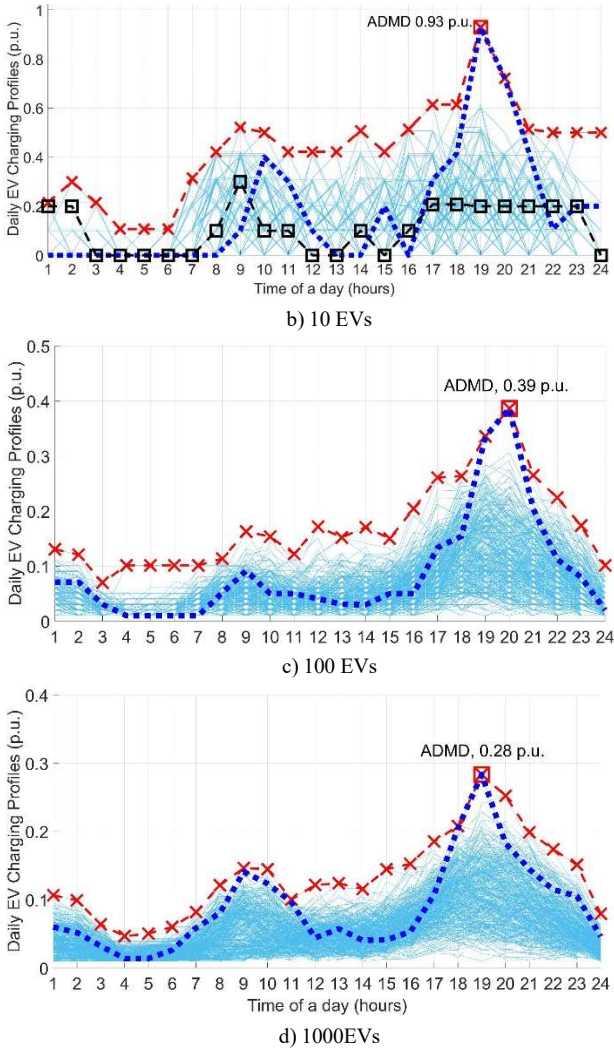 ADMD 0.93 p.u.
Daily EV Charging Profiles (p.u.)
1
0.8
0.6
0.4
0.2
0
1 2 3 4 5 6 7 8 9 10 11 12 13 14 15 16 17 18 19 20 21 22 23 24
Time of a day (hours)
b) 10 EVs
ADMD, 0.39 p.u.
Daily EV Charging Profiles (p.u.)
0.5
0.4
0.3
0.2
0.1
0
1 2 3 4 5 6 7 8 9 10 11 12 13 14 15 16 17 18 19 20 21 22 23 24
c) 100 EVs
ADMD, 0.28 p.u.
Daily EV Charging Profiles (p.u.)
0.4
0.3
0.2
0.1
0
1 2 3 4 5 6 7 8 9 10 11 12 13 14 15 16 17 18 19 20 21 22 23 24
Time of a day (hours)
d) 1000EVs